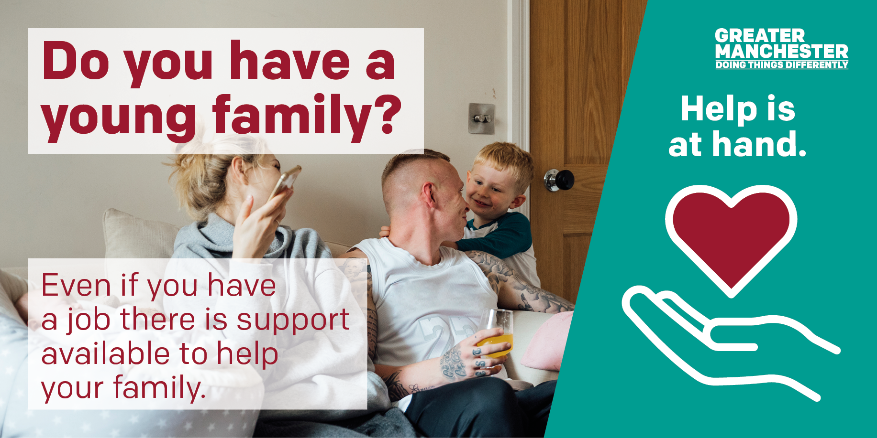 Do you have a
young family?
Even if you have
a job there is support
available to help
your family.
GREATER
MANCHESTER
DOING THINGS DIFFERENTLY
Help is
at hand.